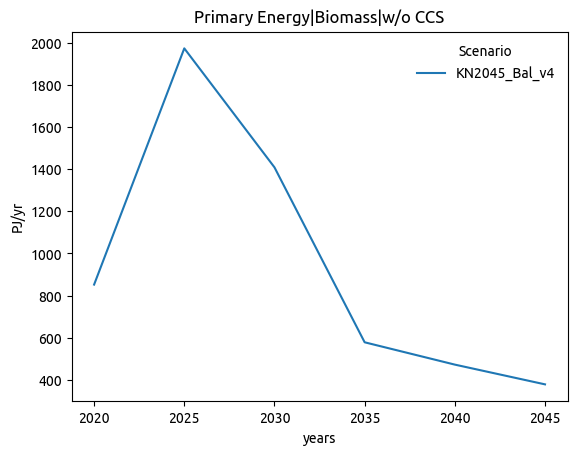 Primary Energy|Biomass|w/o CCS
Scenario
KN2045_Bal_v4
PJ/yr
2000
1800
1600
1400
1200
1000
800
600
400
2020 2025 2030 2035 2040 2045
years